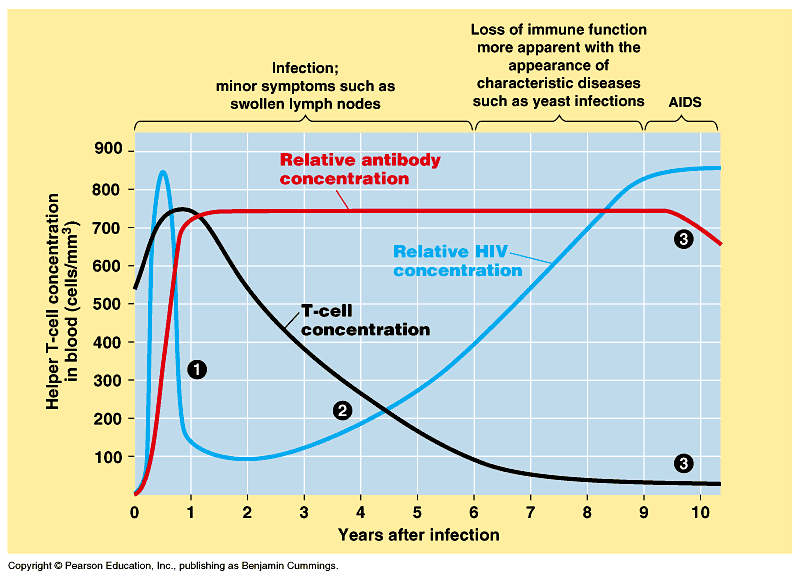 Loss of immune function
more apparent with the
appearance of
characteristic diseases
such as yeast infections
Infection;
minor symptoms such as
swollen lymph nodes
AIDS
Helper T-cell concentration
in blood (cells/mm³)
900
800
700
600
500
400
300
200
100
Relative antibody
concentration
Relative HIV
concentration
T-cell
concentration
1
2
3
3
0 1 2 3 4 5 6 7 8 9 10
Years after infection
Copyright © Pearson Education, Inc., publishing as Benjamin Cummings.